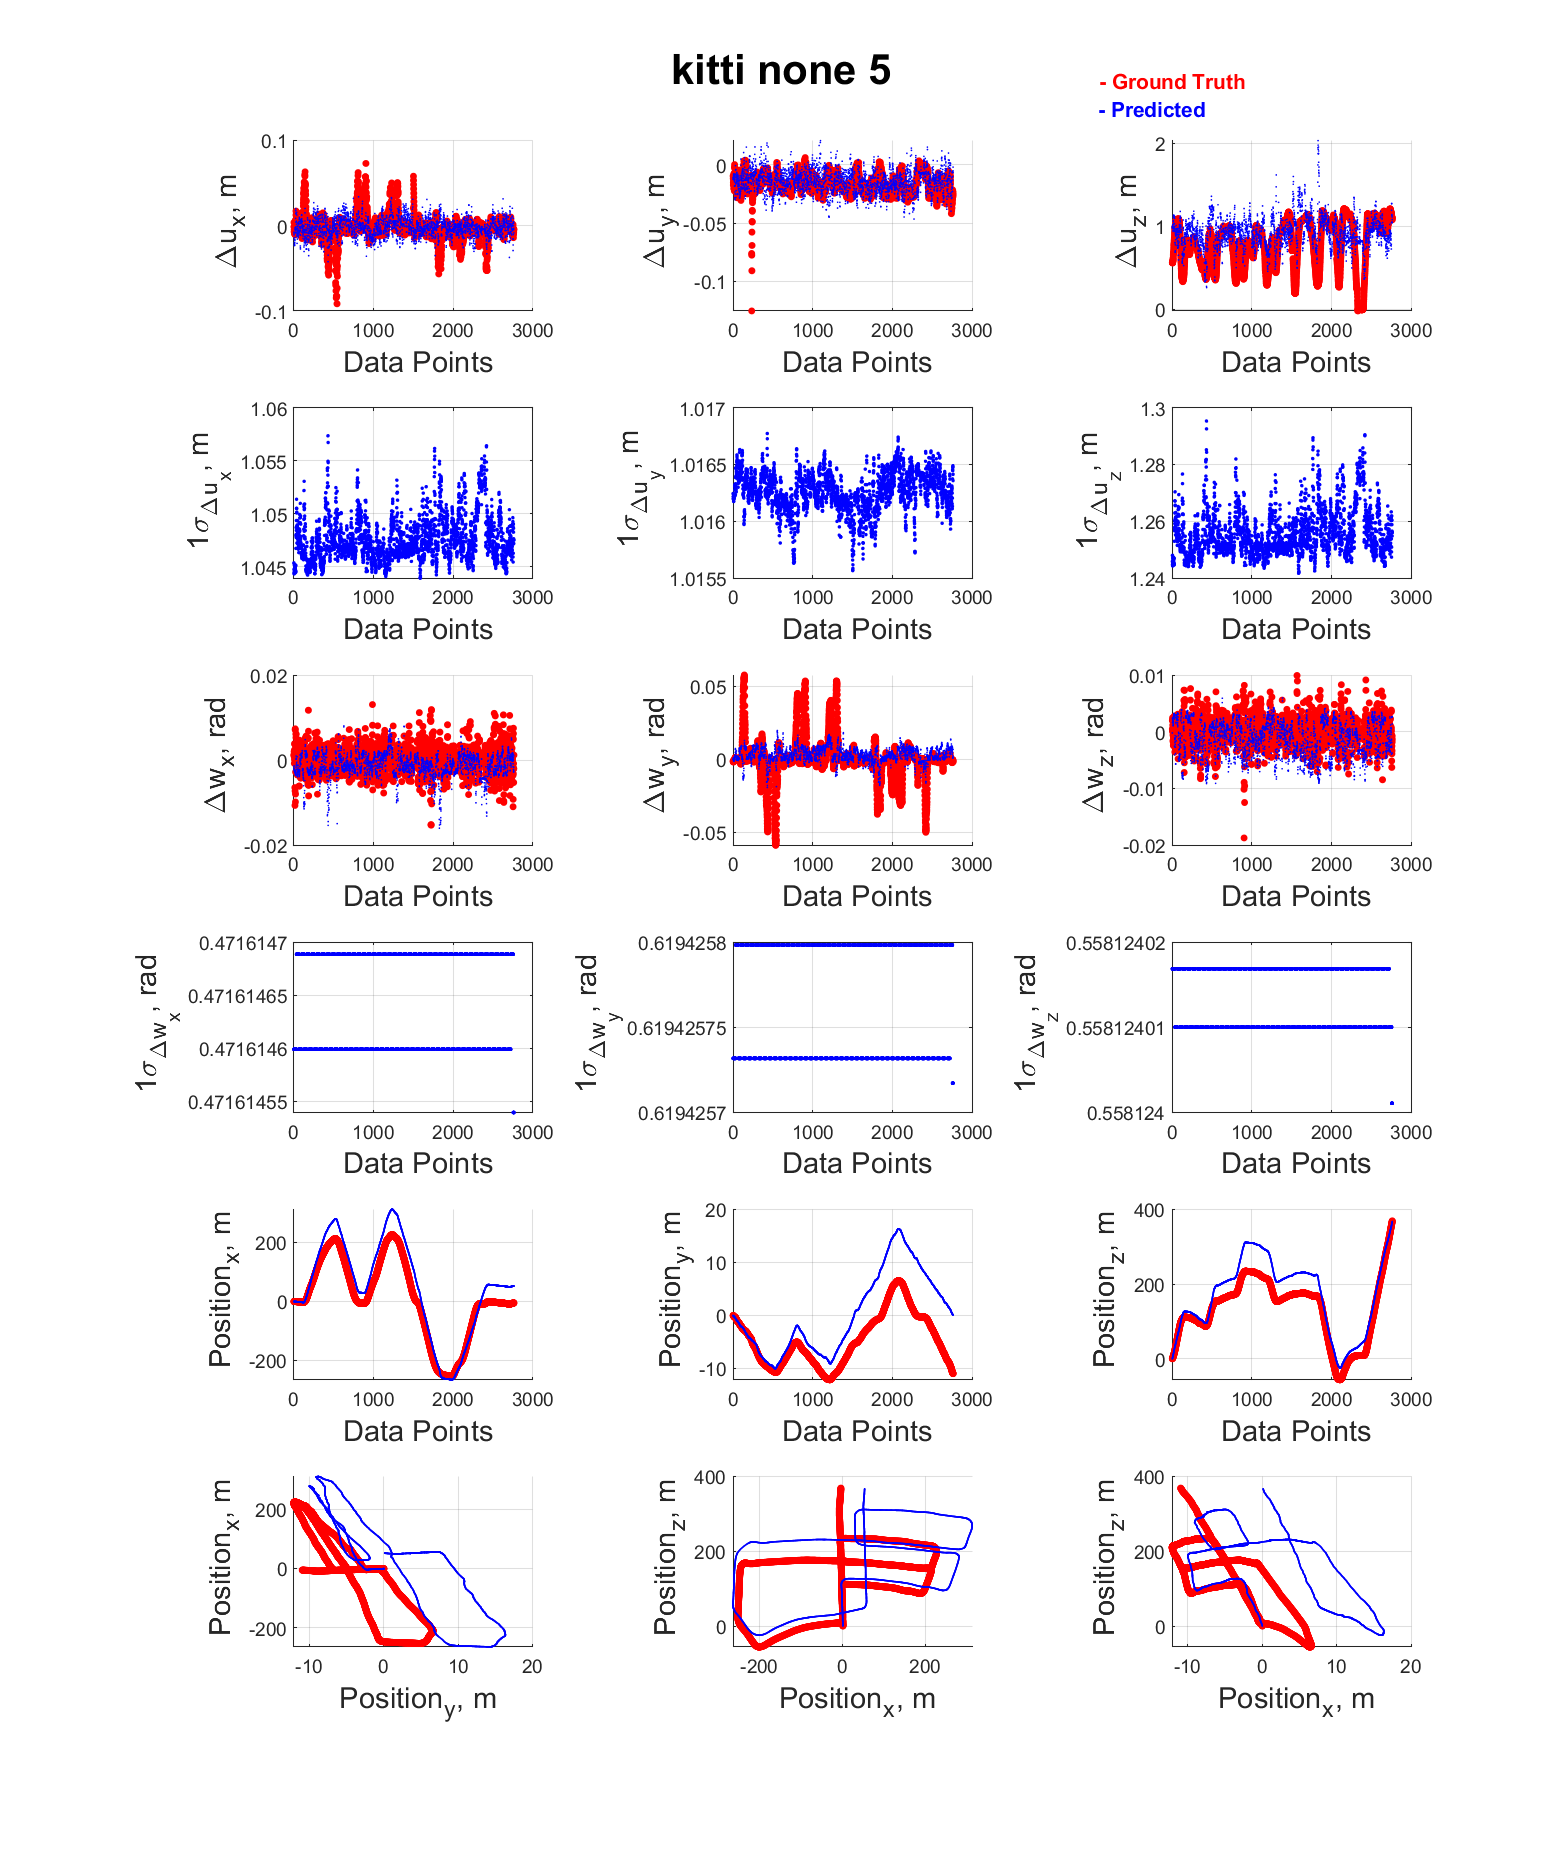 kitti none 5
- Ground Truth
- Predicted
0.1
0
-0.1
Δu_x, m
0 1000 2000 3000
Data Points
0
-0.05
-0.1
Δu_y, m
0 1000 2000 3000
Data Points
2
1
0
Δu_z, m
0 1000 2000 3000
Data Points
1.06
1.055
1.05
1.045
1σ_Δu_x, m
0 1000 2000 3000
Data Points
1.017
1.0165
1.016
1.0155
1σ_Δu_y, m
0 1000 2000 3000
Data Points
1.3
1.28
1.26
1.24
1σ_Δu_z, m
0 1000 2000 3000
Data Points
0.02
0
-0.02
Δw_x, rad
0 1000 2000 3000
Data Points
0.05
0
-0.05
Δw_y, rad
0 1000 2000 3000
Data Points
0.01
0
-0.01
-0.02
Δw_z, rad
0 1000 2000 3000
Data Points
0.4716147
0.47161465
0.4716146
0.47161455
1σ_Δw_x, rad
0 1000 2000 3000
Data Points
0.6194258
0.61942575
0.6194257
1σ_Δw_y, rad
0 1000 2000 3000
Data Points
0.55812402
0.55812401
0.558124
1σ_Δw_z, rad
0 1000 2000 3000
Data Points
200
0
-200
Position_x, m
0 1000 2000 3000
Data Points
20
10
0
-10
Position_y, m
0 1000 2000 3000
Data Points
400
200
0
Position_z, m
0 1000 2000 3000
Data Points
200
0
-200
Position_x, m
-10 0 10 20
Position_y, m
400
200
0
Position_z, m
-200 0 200
Position_x, m
400
200
0
Position_z, m
-10 0 10 20
Position_x, m